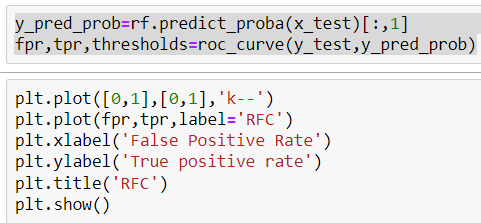 y_pred_prob=rf.predict_proba(x_test)[:,1]
fpr,tpr,thresholds=roc_curve(y_test,y_pred_prob)
plt.plot([0,1],[0,1],'k--')
plt.plot(fpr,tpr,label='RFC')
plt.xlabel('False Positive Rate')
plt.ylabel('True positive rate')
plt.title('RFC')
plt.show()